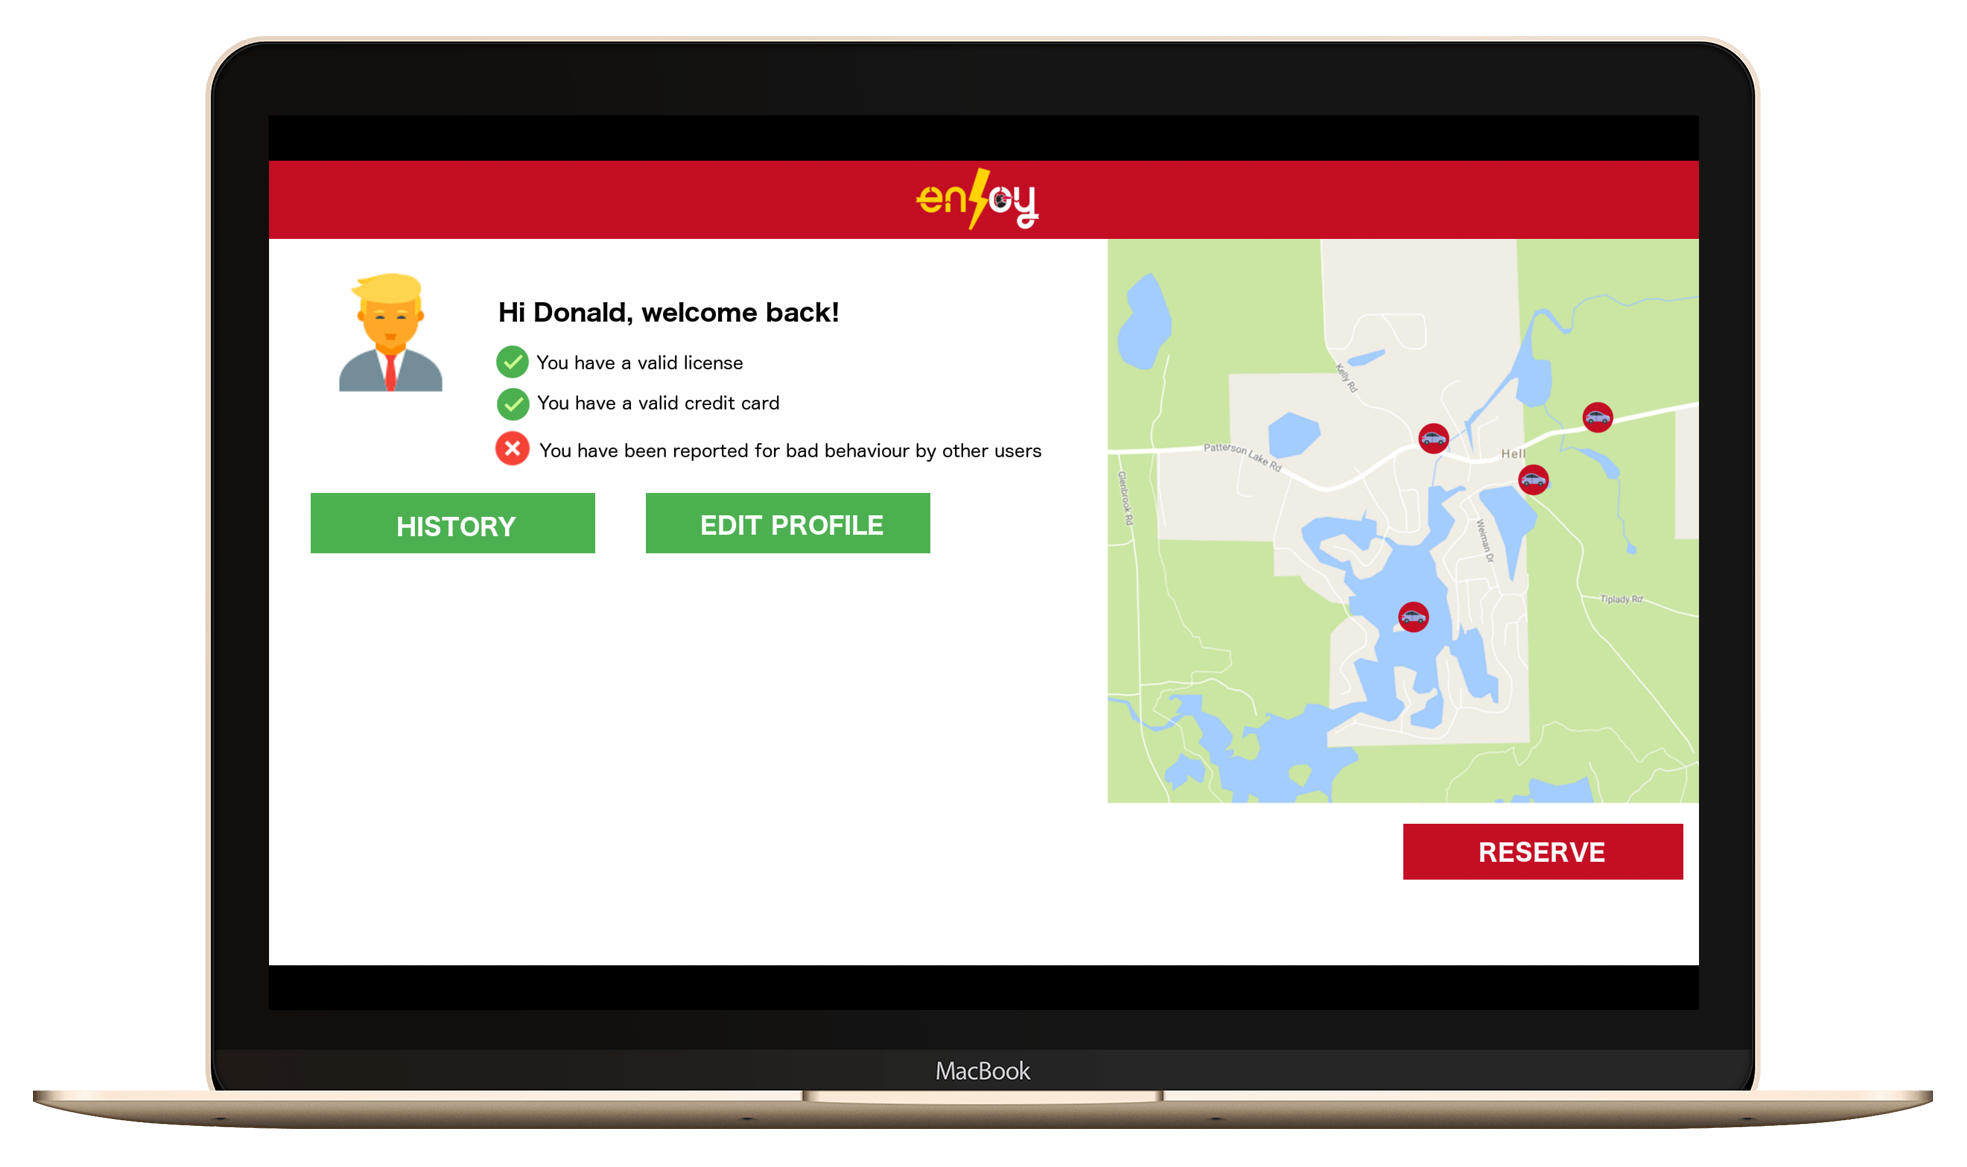 enjoy
Hi Donald, welcome back!
You have a valid license
You have a valid credit card
You have been reported for bad behaviour by other users
HISTORY
EDIT PROFILE
Kelly Rd
Patterson Lake Rd
Hell
Glenbrook Rd
Weiman Dr
Tiplady Rd
RESERVE
MacBook